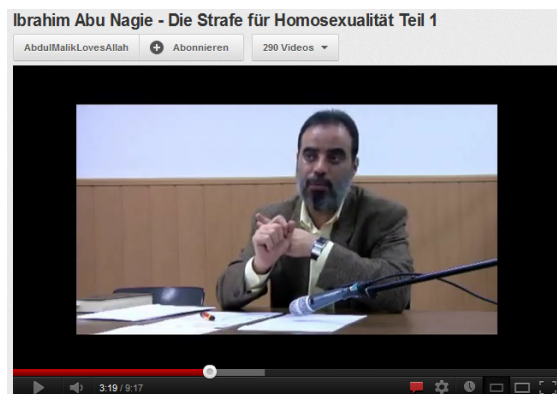 Ibrahim Abu Nagie - Die Strafe für Homosexualität Teil 1
AbdulMalikLovesAllah Abonnieren 290 Videos
3:19 / 9:17